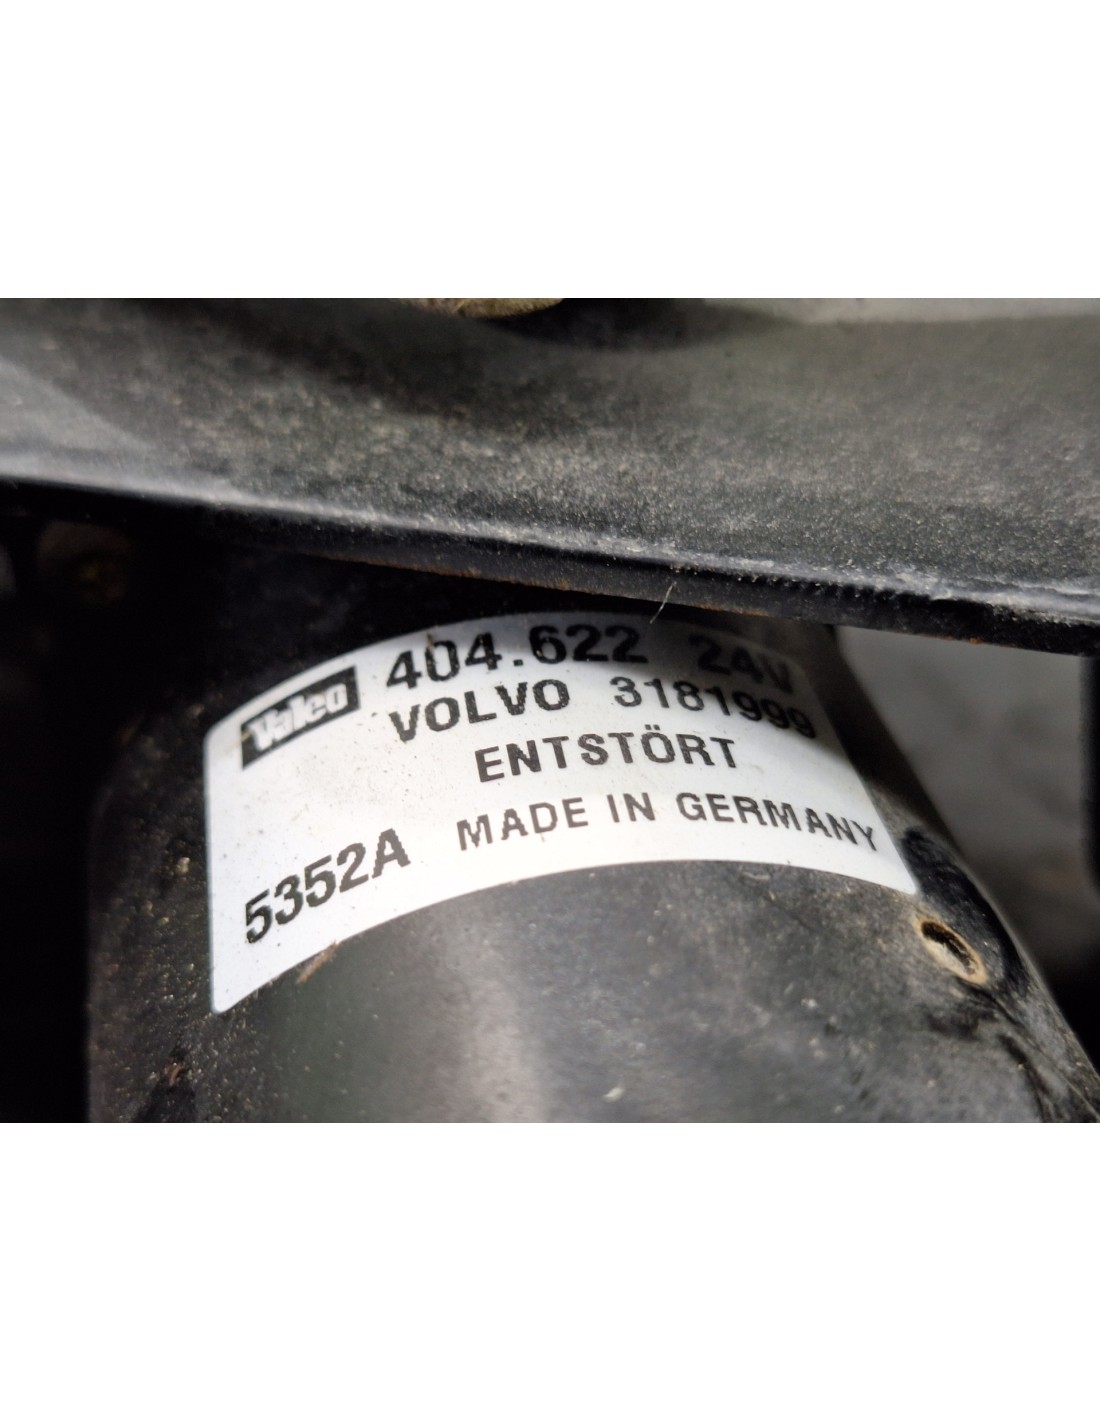 Valeo 404.622 24V
VOLVO 3181999
ENTSTÖRT
5352A MADE IN GERMANY